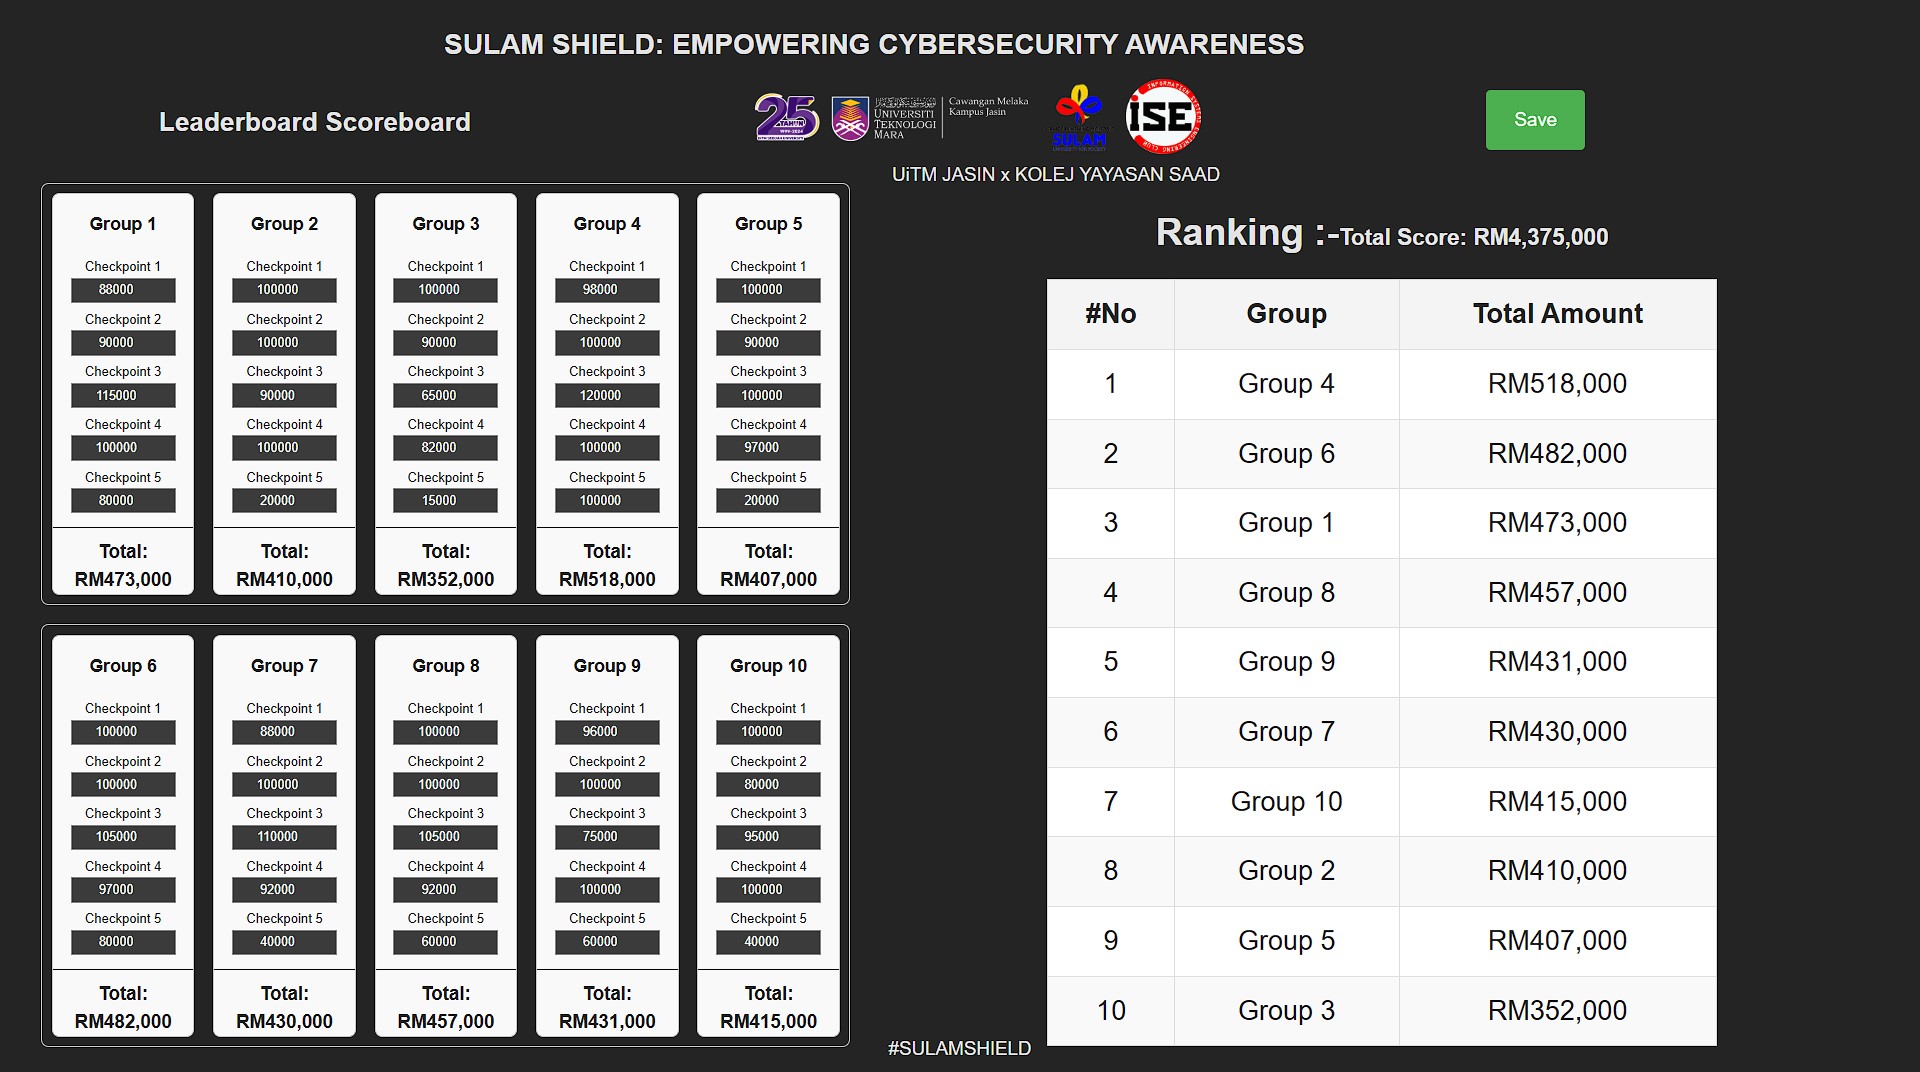 SULAM SHIELD: EMPOWERING CYBERSECURITY AWARENESS
Leaderboard Scoreboard
25
TAHUN
1999-2024
UNIVERSITI
TEKNOLOGI
MARA
Cawangan Melaka
Kampus Jasin
SULAM
INFORMATION SYSTEMS ENGINEERING CLUB
iSE
Save
UiTM JASIN x KOLEJ YAYASAN SAAD
Group 1 Group 2 Group 3 Group 4 Group 5
Checkpoint 1 Checkpoint 1 Checkpoint 1 Checkpoint 1 Checkpoint 1
88000 100000 100000 98000 100000
Checkpoint 2 Checkpoint 2 Checkpoint 2 Checkpoint 2 Checkpoint 2
90000 100000 90000 100000 90000
Checkpoint 3 Checkpoint 3 Checkpoint 3 Checkpoint 3 Checkpoint 3
115000 90000 65000 120000 100000
Checkpoint 4 Checkpoint 4 Checkpoint 4 Checkpoint 4 Checkpoint 4
100000 100000 82000 100000 97000
Checkpoint 5 Checkpoint 5 Checkpoint 5 Checkpoint 5 Checkpoint 5
80000 20000 15000 100000 20000
Total: Total: Total: Total: Total:
RM473,000 RM410,000 RM352,000 RM518,000 RM407,000
Group 6 Group 7 Group 8 Group 9 Group 10
Checkpoint 1 Checkpoint 1 Checkpoint 1 Checkpoint 1 Checkpoint 1
100000 88000 100000 96000 100000
Checkpoint 2 Checkpoint 2 Checkpoint 2 Checkpoint 2 Checkpoint 2
100000 100000 100000 100000 80000
Checkpoint 3 Checkpoint 3 Checkpoint 3 Checkpoint 3 Checkpoint 3
105000 110000 105000 75000 95000
Checkpoint 4 Checkpoint 4 Checkpoint 4 Checkpoint 4 Checkpoint 4
97000 92000 92000 100000 100000
Checkpoint 5 Checkpoint 5 Checkpoint 5 Checkpoint 5 Checkpoint 5
80000 40000 60000 60000 40000
Total: Total: Total: Total: Total:
RM482,000 RM430,000 RM457,000 RM431,000 RM415,000
Ranking :-Total Score: RM4,375,000
#No Group Total Amount
1 Group 4 RM518,000
2 Group 6 RM482,000
3 Group 1 RM473,000
4 Group 8 RM457,000
5 Group 9 RM431,000
6 Group 7 RM430,000
7 Group 10 RM415,000
8 Group 2 RM410,000
9 Group 5 RM407,000
10 Group 3 RM352,000
#SULAMSHIELD